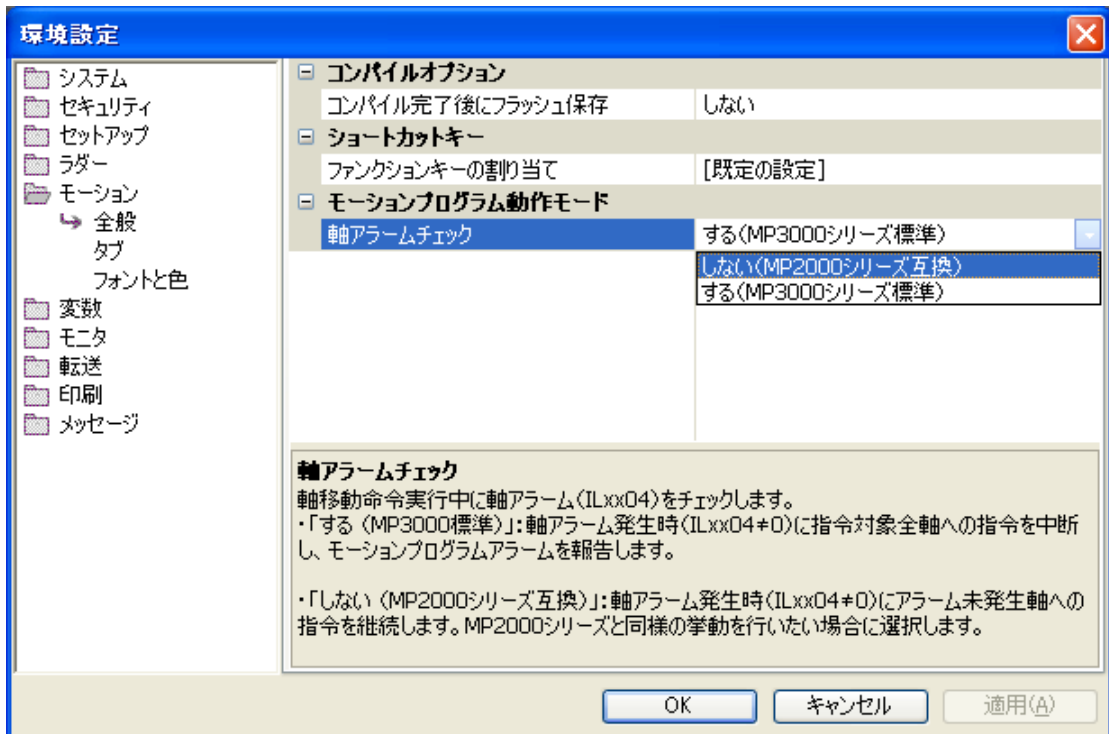 環境設定
システム
セキュリティ
セットアップ
ラダー
モーション
全般
タブ
フォントと色
変数
モニタ
転送
印刷
メッセージ
コンパイルオプション
コンパイル完了後にフラッシュ保存 しない
ショートカットキー
ファンクションキーの割り当て [既定の設定]
モーションプログラム動作モード
軸アラームチェック する(MP3000シリーズ標準)
しない(MP2000シリーズ互換)
する(MP3000シリーズ標準)
軸アラームチェック
軸移動命令実行中に軸アラーム(ILxx04)をチェックします。
・「する (MP3000標準)」:軸アラーム発生時(ILxx04≠0)に指令対象全軸への指令を中断
し、モーションプログラムアラームを報告します。
・「しない (MP2000シリーズ互換)」:軸アラーム発生時(ILxx04≠0)にアラーム未発生軸への
指令を継続します。MP2000シリーズと同様の挙動を行いたい場合に選択します。
OK キャンセル 適用(A)